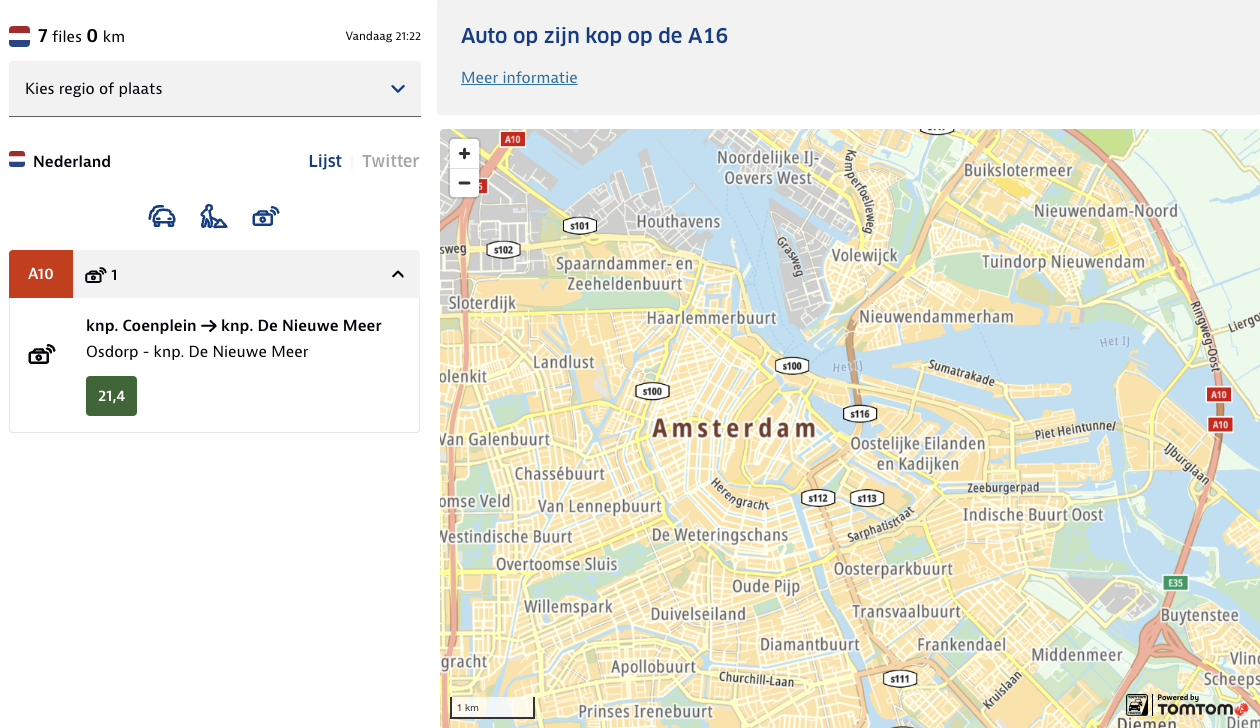 7 files 0 km
Vandaag 21:22
Kies regio of plaats
Nederland
Lijst
Twitter
A10
1
knp. Coenplein → knp. De Nieuwe Meer
Osdorp - knp. De Nieuwe Meer
21,4
Auto op zijn kop op de A16
Meer informatie
+
−
A10
Noordelijke IJ-
Oevers West
Kamperfoelieweg
Buikslotermeer
Nieuwendam-Noord
s101
Houthavens
s102
sweg
Grasweg
Volewijck
Tuindorp Nieuwendam
Spaarndammer- en
Zeeheldenbuurt
Sloterdijk
Haarlemmerbuurt
Nieuwendammerham
Ringweg-Oost
Liergo
Het IJ
Landlust
s100
Het IJ
Sumatrakade
olenkit
s100
A10
s116
A10
Amsterdam
Piet Heintunnel
Van Galenbuurt
Oostelijke Eilanden
en Kadijken
IJburglaan
Chassébuurt
Zeeburgerpad
omse Veld
Van Lennepbuurt
Herengracht
s112
s113
Indische Buurt Oost
Sarphatistraat
Westindische Buurt
De Weteringschans
Overtoomse Sluis
Oosterparkbuurt
Oude Pijp
E35
Willemspark
Duivelseiland
Transvaalbuurt
Buytenstee
Diamantbuurt
Frankendael
Middenmeer
gracht
Apollobuurt
Churchill-Laan
s111
Kruislaan
Vlin
Scheeps
1 km
Prinses Irenebuurt
Powered by
TOMTOM
Diemen
Diem